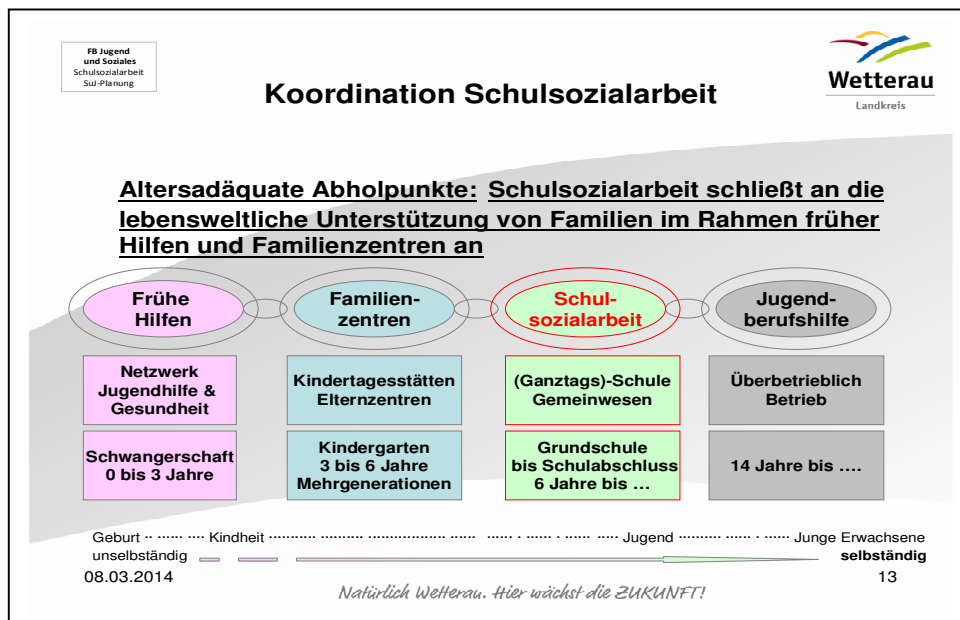 FB Jugend
und Soziales
Schulsozialarbeit
SuJ-Planung
Wetterau
Landkreis
Koordination Schulsozialarbeit
Altersadäquate Abholpunkte: Schulsozialarbeit schließt an die
lebensweltliche Unterstützung von Familien im Rahmen früher
Hilfen und Familienzentren an
Frühe
Hilfen
Familien-
zentren
Schul-
sozialarbeit
Jugend-
berufshilfe
Netzwerk
Jugendhilfe &
Gesundheit
Kindertagesstätten
Elternzentren
(Ganztags)-Schule
Gemeinwesen
Überbetrieblich
Betrieb
Schwangerschaft
0 bis 3 Jahre
Kindergarten
3 bis 6 Jahre
Mehrgenerationen
Grundschule
bis Schulabschluss
6 Jahre bis ...
14 Jahre bis ....
Geburt ·· ······· ···· Kindheit ··········· ···················· ······· ······ · ······ · ···· Jugend ·········· ······ · ······ Junge Erwachsene
unselbständig selbständig
08.03.2014 13
Natürlich Wetterau. Hier wächst die ZUKUNFT!